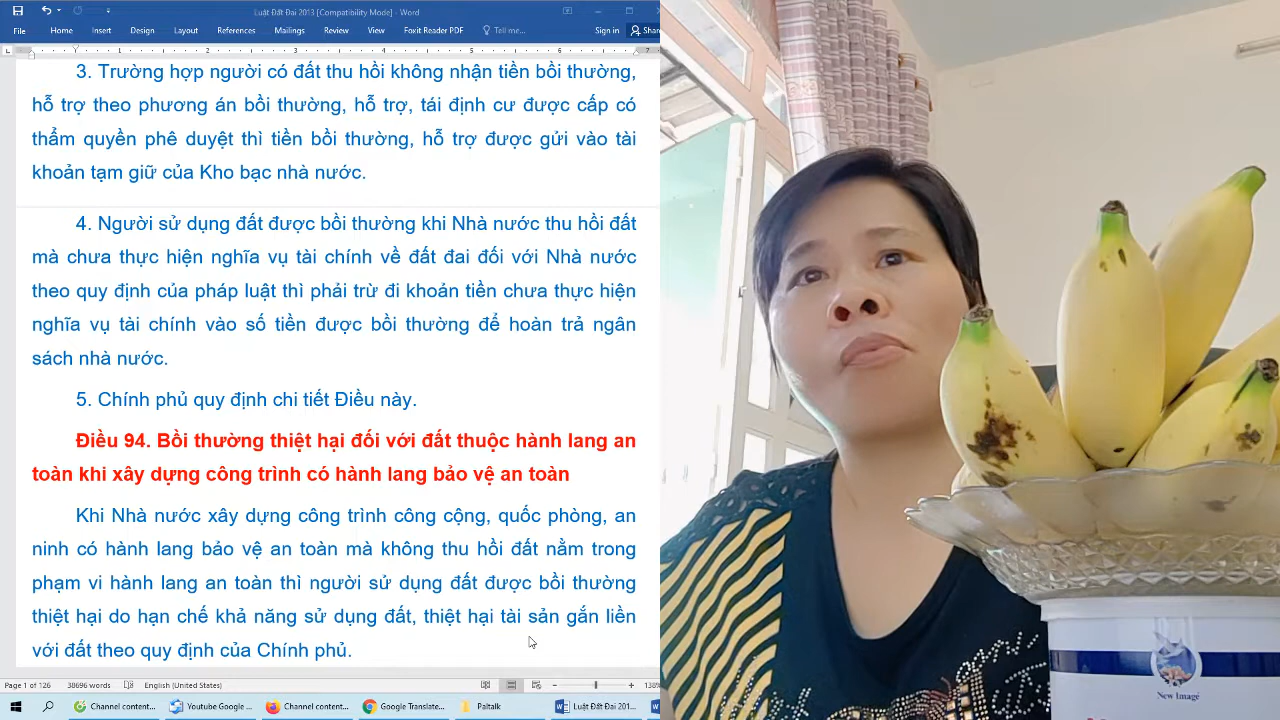 Luật Đất Đai 2013 [Compatibility Mode] - Word
File Home Insert Design Layout References Mailings Review View Foxit Reader PDF Tell me... Sign in Share
3. Trường hợp người có đất thu hồi không nhận tiền bồi thường,
hỗ trợ theo phương án bồi thường, hỗ trợ, tái định cư được cấp có
thẩm quyền phê duyệt thì tiền bồi thường, hỗ trợ được gửi vào tài
khoản tạm giữ của Kho bạc nhà nước.
4. Người sử dụng đất được bồi thường khi Nhà nước thu hồi đất
mà chưa thực hiện nghĩa vụ tài chính về đất đai đối với Nhà nước
theo quy định của pháp luật thì phải trừ đi khoản tiền chưa thực hiện
nghĩa vụ tài chính vào số tiền được bồi thường để hoàn trả ngân
sách nhà nước.
5. Chính phủ quy định chi tiết Điều này.
Điều 94. Bồi thường thiệt hại đối với đất thuộc hành lang an
toàn khi xây dựng công trình có hành lang bảo vệ an toàn
Khi Nhà nước xây dựng công trình công cộng, quốc phòng, an
ninh có hành lang bảo vệ an toàn mà không thu hồi đất nằm trong
phạm vi hành lang an toàn thì người sử dụng đất được bồi thường
thiệt hại do hạn chế khả năng sử dụng đất, thiệt hại tài sản gắn liền
với đất theo quy định của Chính phủ.
Page 1 of 126 38696 words English (United States) 138%
Channel content... Youtube Google ... Channel content... Google Translate... Paltalk Luật Đất Đai 201...
New Image